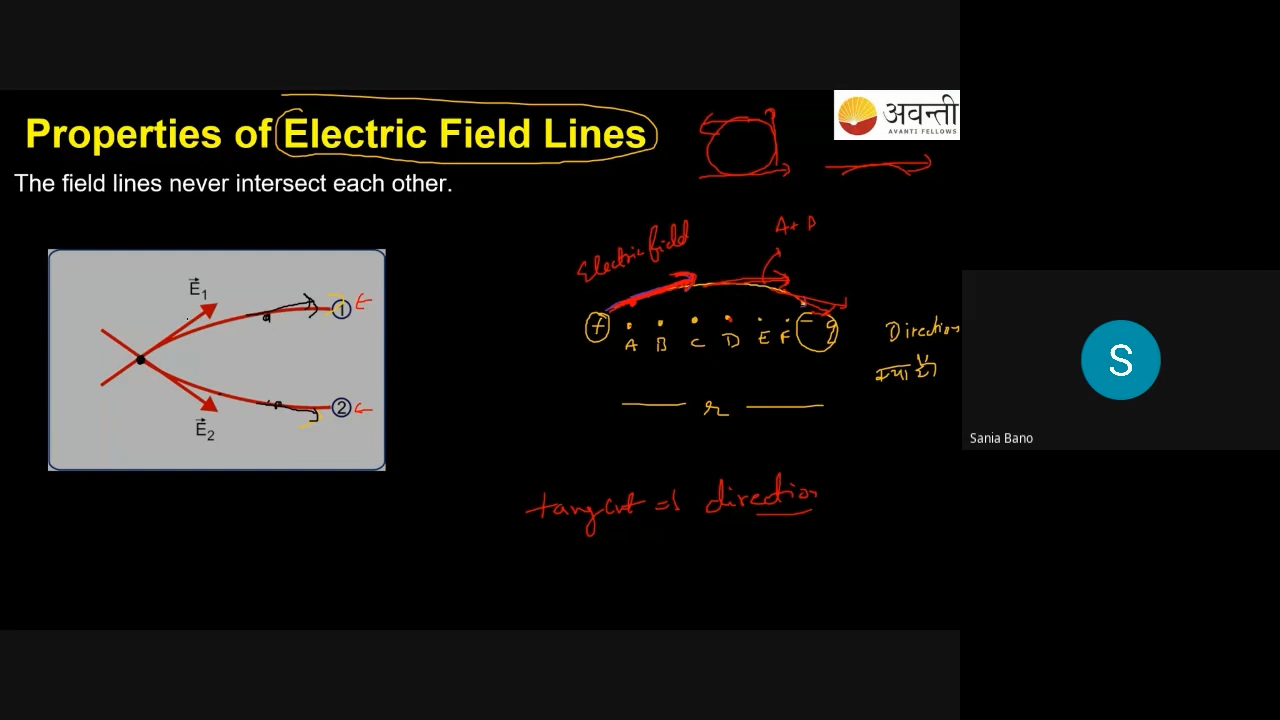 Properties of Electric Field Lines
अवन्ती
AVANTI FELLOWS
The field lines never intersect each other.
Electric field
A+ D
E₁
1
E
+
A B C D E F
- q
Direction
क्या है
r
2
E₂
Sania Bano
S
tangent ⇒ direction